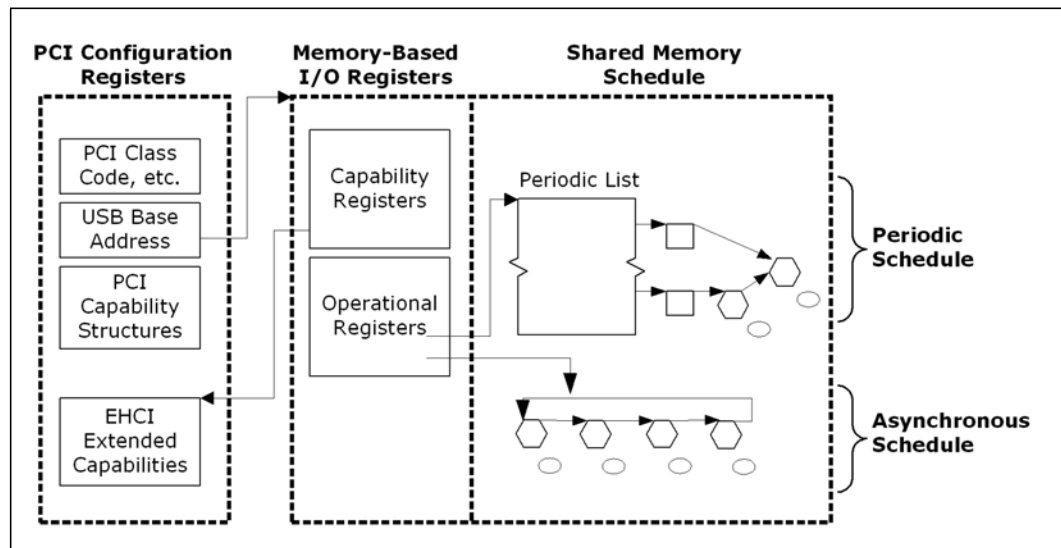 PCI Configuration
Registers
Memory-Based
I/O Registers
Shared Memory
Schedule
PCI Class
Code, etc.
USB Base
Address
PCI
Capability
Structures
EHCI
Extended
Capabilities
Capability
Registers
Operational
Registers
Periodic List
Periodic
Schedule
Asynchronous
Schedule